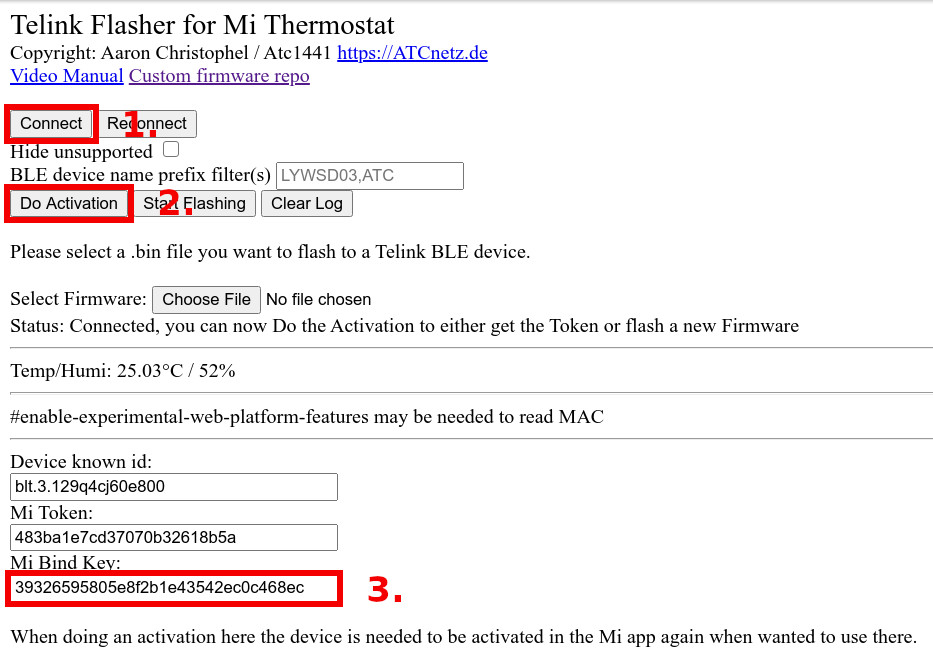 Telink Flasher for Mi Thermostat
Copyright: Aaron Christophel / Atc1441 https://ATCnetz.de
Video Manual Custom firmware repo
Connect Reconnect 1.
Hide unsupported
BLE device name prefix filter(s) LYWSD03,ATC
Do Activation Start Flashing Clear Log 2.
Please select a .bin file you want to flash to a Telink BLE device.
Select Firmware: Choose File No file chosen
Status: Connected, you can now Do the Activation to either get the Token or flash a new Firmware
Temp/Humi: 25.03°C / 52%
#enable-experimental-web-platform-features may be needed to read MAC
Device known id:
blt.3.129q4cj60e800
Mi Token:
483ba1e7cd37070b32618b5a
Mi Bind Key:
39326595805e8f2b1e43542ec0c468ec 3.
When doing an activation here the device is needed to be activated in the Mi app again when wanted to use there.